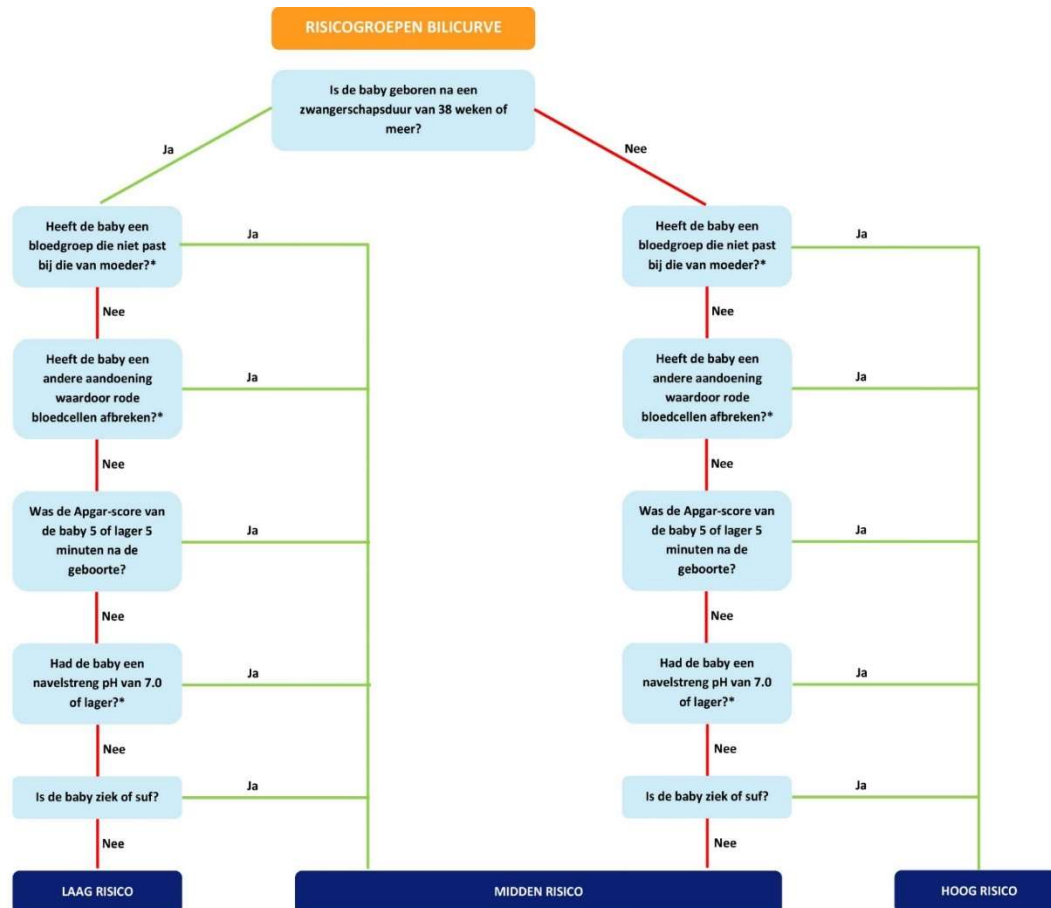 RISICOGROEPEN BILICURVE
Is de baby geboren na een
zwangerschapsduur van 38 weken of
meer?
Ja
Nee
Heeft de baby een
bloedgroep die niet past
bij die van moeder?*
Ja
Nee
Heeft de baby een
andere aandoening
waardoor rode
bloedcellen afbreken?*
Ja
Nee
Was de Apgar-score van
de baby 5 of lager 5
minuten na de
geboorte?
Ja
Nee
Had de baby een
navelstreng pH van 7.0
of lager?*
Ja
Nee
Is de baby ziek of suf?
Ja
Nee
Heeft de baby een
bloedgroep die niet past
bij die van moeder?*
Ja
Nee
Heeft de baby een
andere aandoening
waardoor rode
bloedcellen afbreken?*
Ja
Nee
Was de Apgar-score van
de baby 5 of lager 5
minuten na de
geboorte?
Ja
Nee
Had de baby een
navelstreng pH van 7.0
of lager?*
Ja
Nee
Is de baby ziek of suf?
Ja
Nee
LAAG RISICO
MIDDEN RISICO
HOOG RISICO